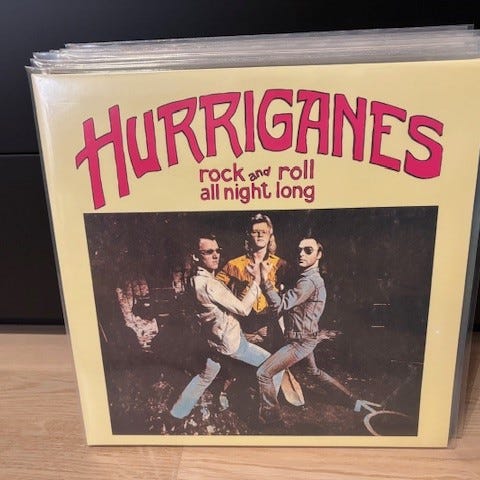 HURRIGANES
rock and roll
all night long